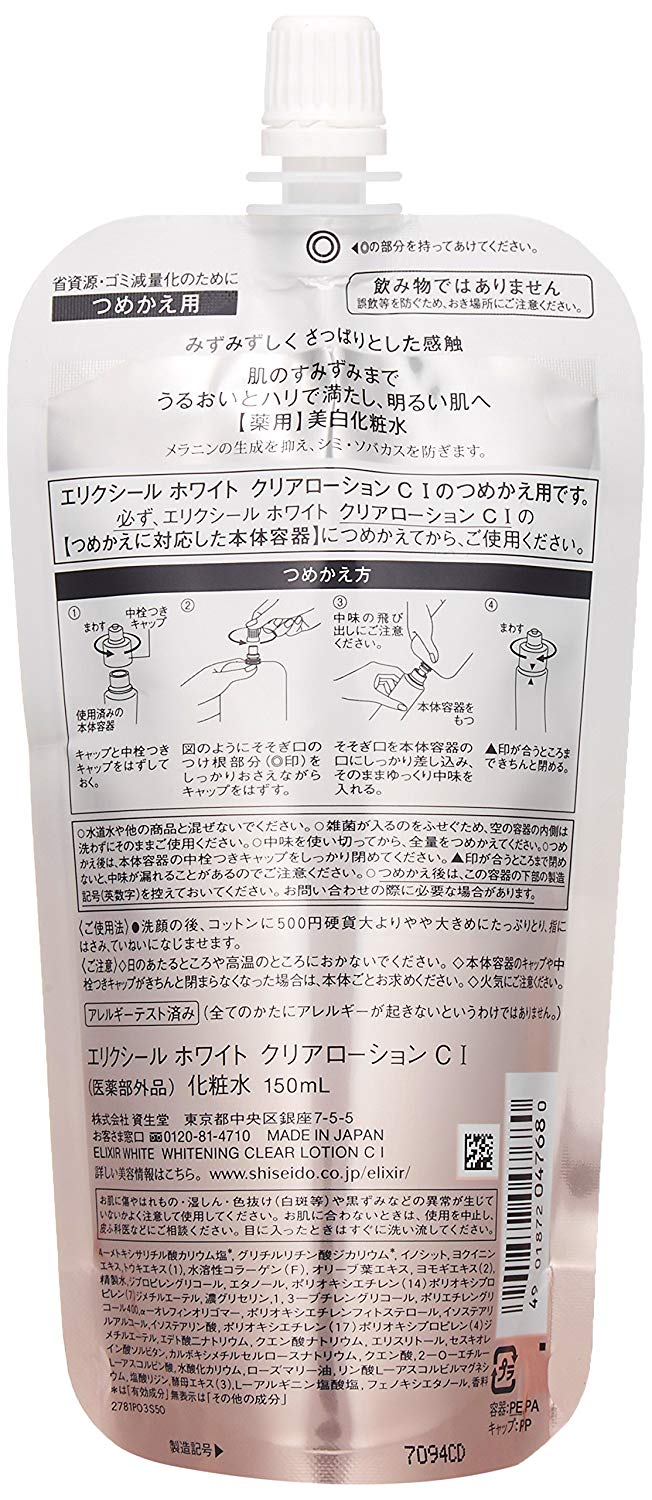 ◀◎の部分を持ってあけてください。
省資源・ゴミ減量化のために
つめかえ用
飲み物ではありません
誤飲等を防ぐため、おき場所にご注意ください。
みずみずしく さっぱりとした感触
肌のすみずみまで
うるおいとハリで満たし、明るい肌へ
【薬用】美白化粧水
メラニンの生成を抑え、シミ・ソバカスを防ぎます。
エリクシール ホワイト クリアローション C I のつめかえ用です。
必ず、エリクシール ホワイト クリアローション C I の
【つめかえに対応した本体容器】につめかえてから、ご使用ください。
つめかえ方
①
まわす
中栓つき
キャップ
使用済みの
本体容器
キャップと中栓つき
キャップをはずして
おく。
②
図のようにそそぎ口の
つけ根部分(◎印)を
しっかりおさえながら
キャップをはずす。
③
中味の飛び
出しにご注意
ください。
本体容器を
もつ
そそぎ口を本体容器の
口にしっかり差し込み、
そのままゆっくり中味を
入れる。
④
まわす
▲印が合うところま
できちんと閉める。
○水道水や他の商品と混ぜないでください。○雑菌が入るのをふせぐため、空の容器の内側は
洗わずにそのままご使用ください。○中味を使い切ってから、全量をつめかえてください。○つめ
かえ後は、本体容器の中栓つきキャップをしっかり閉めてください。▲印が合うところまで閉め
ないと、中味が漏れることがあるのでご注意ください。○つめかえ後は、この容器の下部の製造
記号(英数字)を控えておいてください。お問い合わせの際に必要な場合があります。
〈ご使用法〉●洗顔の後、コットンに500円硬貨大よりやや大きめにたっぷりとり、指に
はさみ、ていねいになじませます。
〈ご注意〉◇日のあたるところや高温のところにおかないでください。◇本体容器のキャップや中
栓つきキャップがきちんと閉まらなくなった場合は、本体ごとお求めください。◇火気にご注意ください。
アレルギーテスト済み (全てのかたにアレルギーが起きないというわけではありません。)
エリクシール ホワイト クリアローション C I
(医薬部外品) 化粧水 150mL
株式会社 資生堂 東京都中央区銀座7-5-5
お客さま窓口 0120-81-4710 MADE IN JAPAN
ELIXIR WHITE WHITENING CLEAR LOTION C I
詳しい美容情報はこちら。 www.shiseido.co.jp/elixir/
お肌に傷やはれもの・湿しん・色抜け(白斑等)や黒ずみなどの異常が生じて
いないかよく注意して使用してください。お肌に合わないときは、使用を中止し、
皮ふ科医などにご相談ください。目に入ったときはすぐに洗い流してください。
4-メトキシサリチル酸カリウム塩*, グリチルリチン酸ジカリウム*, イノシット, ヨクイニン
エキス, トウキエキス(1), 水溶性コラーゲン(F), オリーブ葉エキス, ヨモギエキス(2),
精製水, ジプロピレングリコール, エタノール, ポリオキシエチレン(14)ポリオキシプロ
ピレン(7)ジメチルエーテル, 濃グリセリン, 1,3-ブチレングリコール, ポリエチレングリ
コール400, α-オレフィンオリゴマー, ポリオキシエチレンフィトステロール, イソステアリ
ルアルコール, イソステアリン酸, ポリオキシエチレン(17)ポリオキシプロピレン(4)ジ
メチルエーテル, エデト酸二ナトリウム, クエン酸ナトリウム, エリスリトール, セスキオレ
イン酸ソルビタン, カルボキシメチルセルロースナトリウム, クエン酸, 2-O-エチル-
L-アスコルビン酸, 水酸化カリウム, ローズマリー油, リン酸L-アスコルビルマグネシ
ウム, 塩酸リジン, 酵母エキス(3), L-アルギニン塩酸塩, フェノキシエタノール, 香料
*は「有効成分」無表示は「その他の成分」
2781P03S50
4901872047680
プラ
容器:PE,PA
キャップ:PP
製造記号▶
7094CD